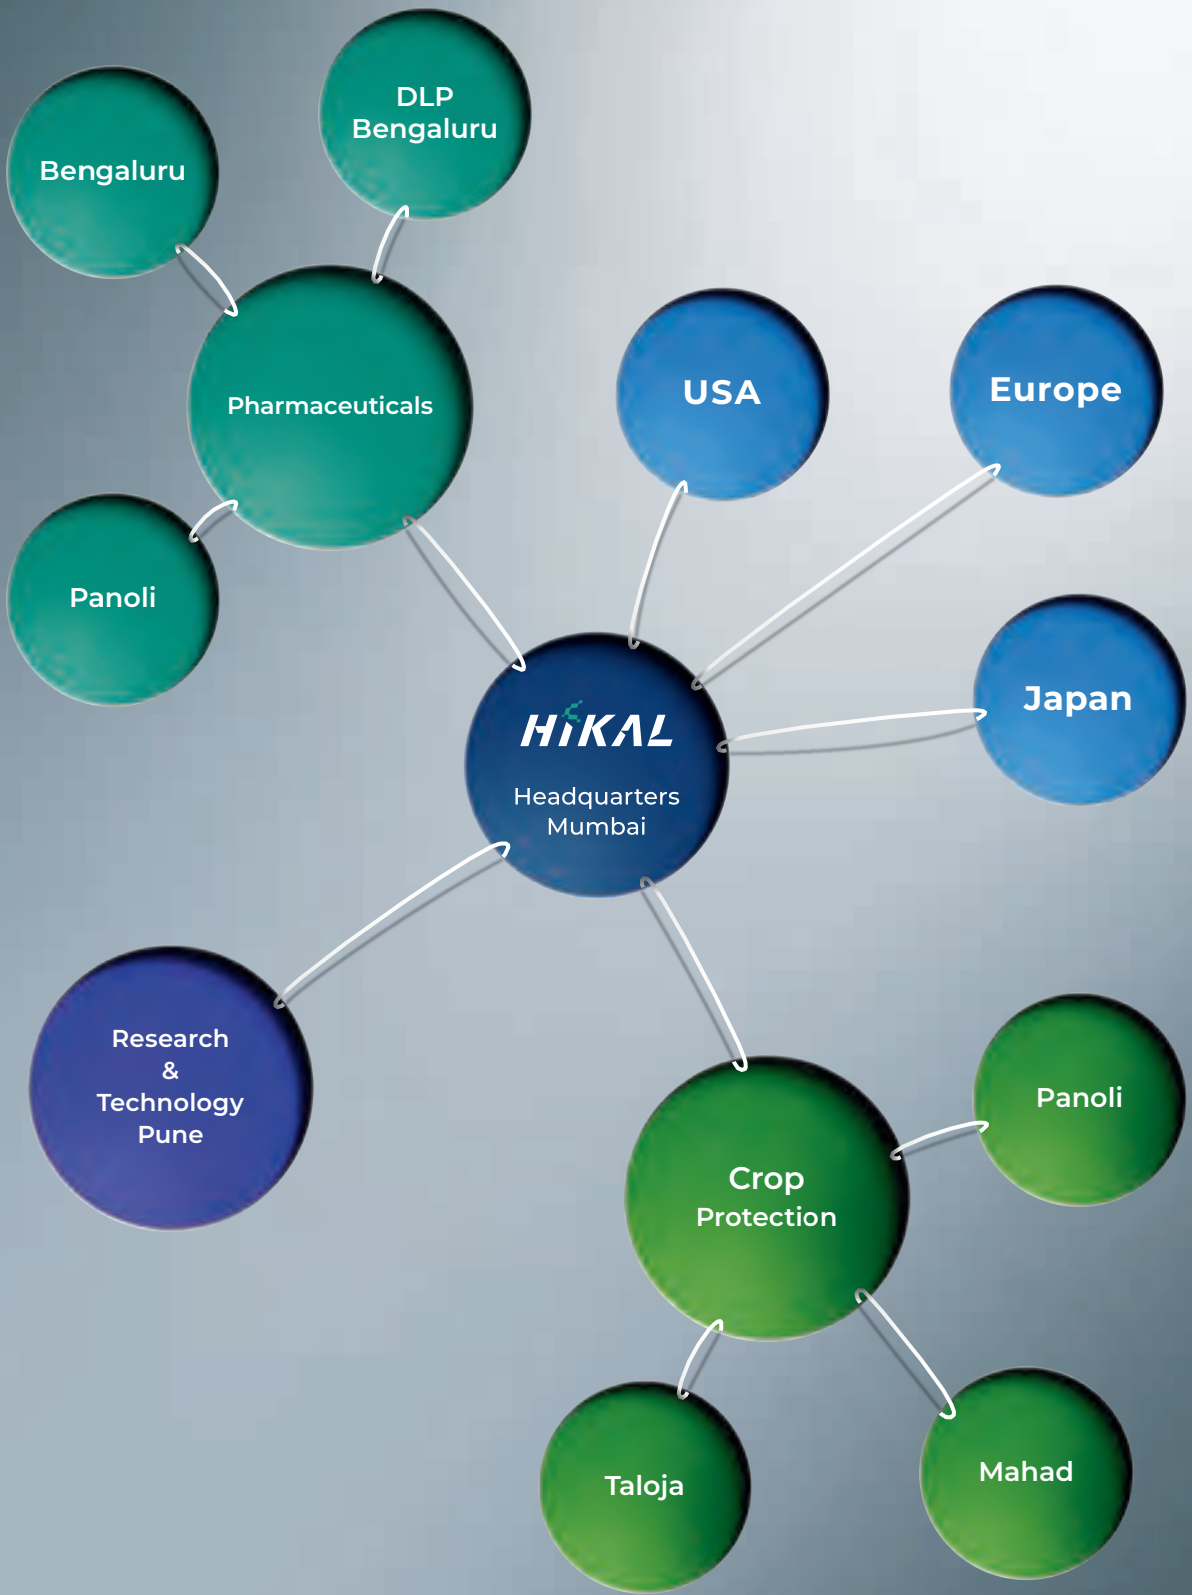 DLP
Bengaluru
Bengaluru
Pharmaceuticals
Panoli
USA
Europe
Japan
HIKAL
Headquarters
Mumbai
Research
&
Technology
Pune
Crop
Protection
Panoli
Taloja
Mahad